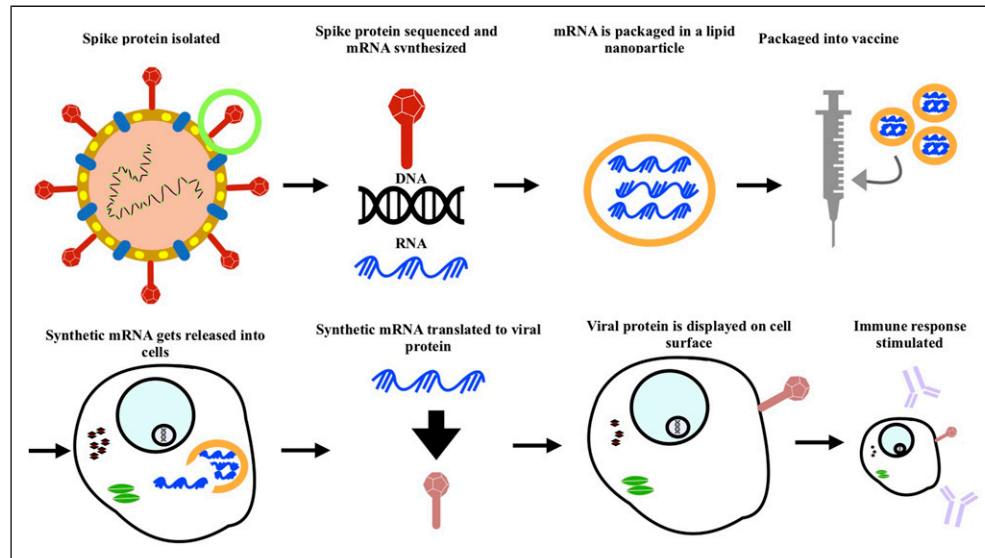 Spike protein isolated
Spike protein sequenced and
mRNA synthesized
mRNA is packaged in a lipid
nanoparticle
Packaged into vaccine
DNA
RNA
Synthetic mRNA gets released into
cells
Synthetic mRNA translated to viral
protein
Viral protein is displayed on cell
surface
Immune response
stimulated